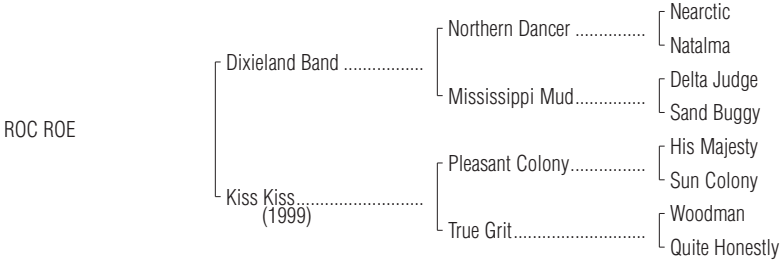 Nearctic
Northern Dancer ...............
Natalma
Dixieland Band .................
Delta Judge
Mississippi Mud...............
Sand Buggy
ROC ROE
His Majesty
Pleasant Colony................
Sun Colony
Kiss Kiss...........................
(1999)
Woodman
True Grit............................
Quite Honestly